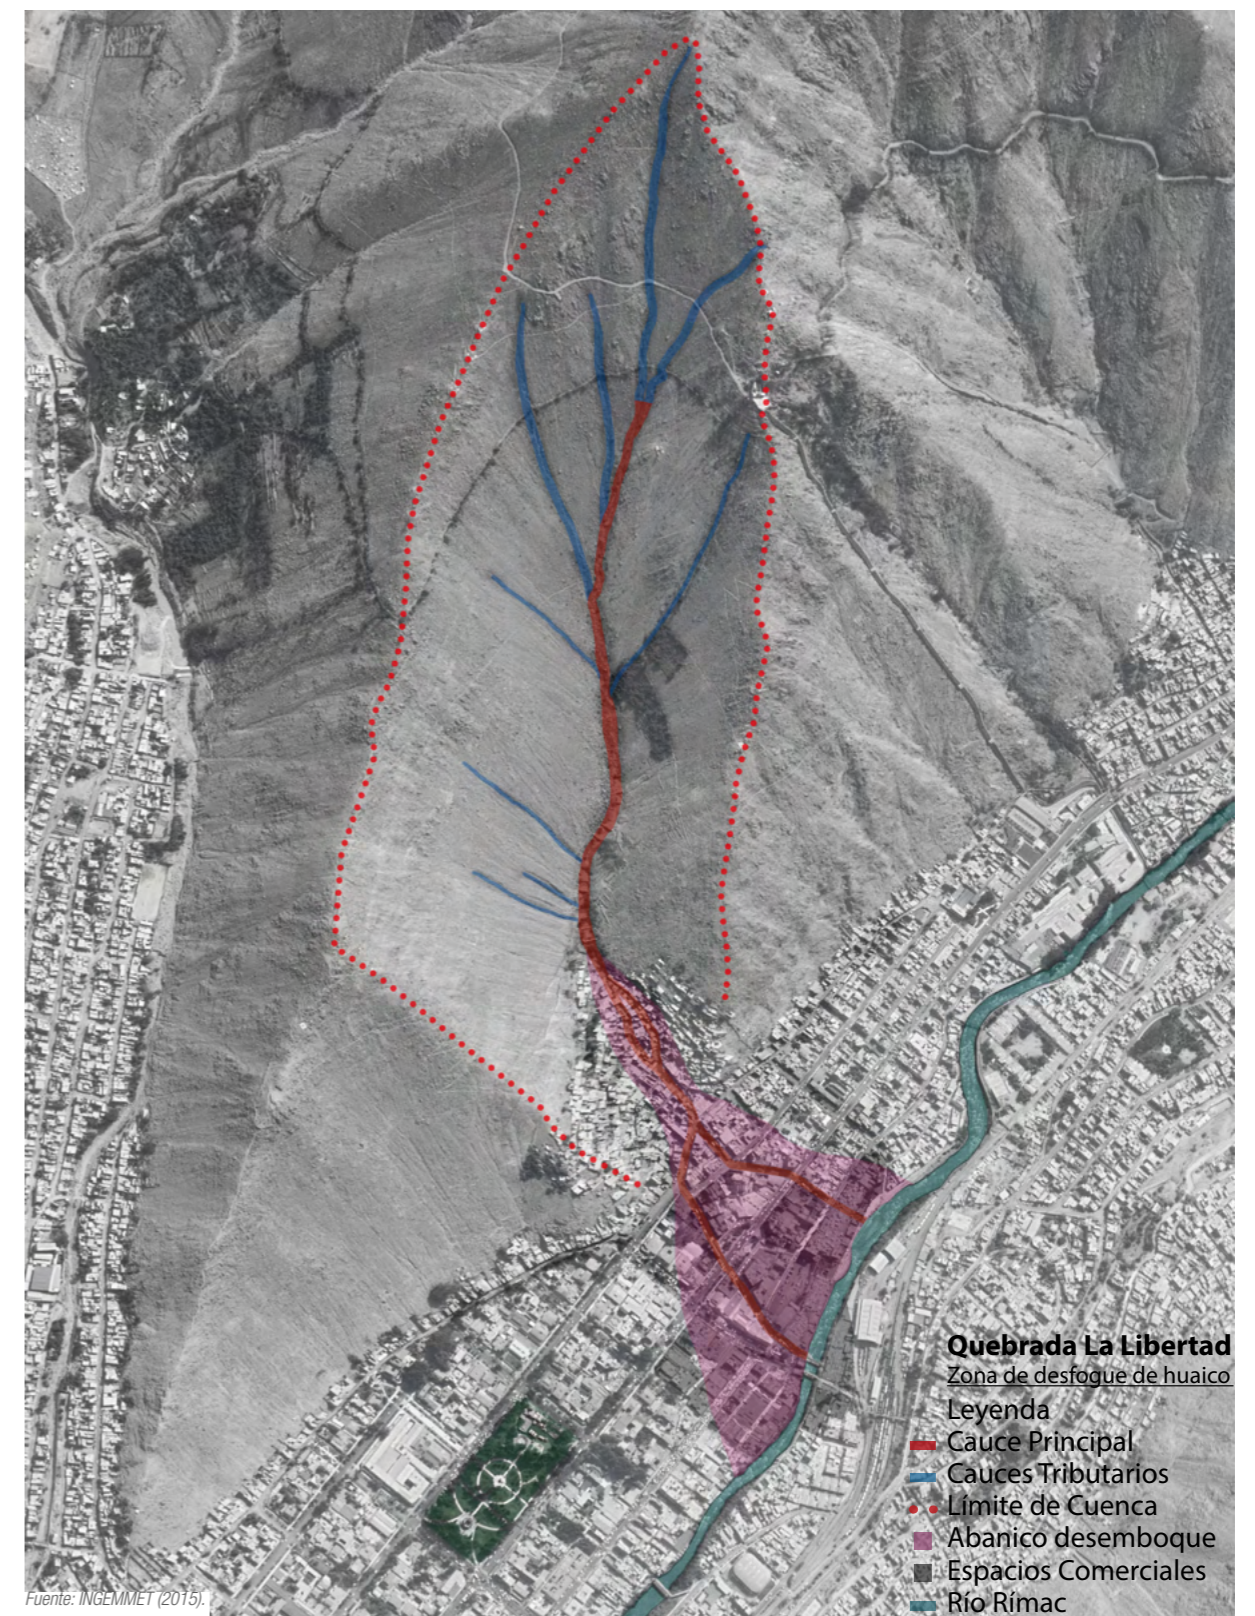 Quebrada La Libertad
Zona de desfogue de huaico
Leyenda
Cauce Principal
Cauces Tributarios
Límite de Cuenca
Abanico desemboque
Espacios Comerciales
Río Rímac
Fuente: INGEMMET (2015).